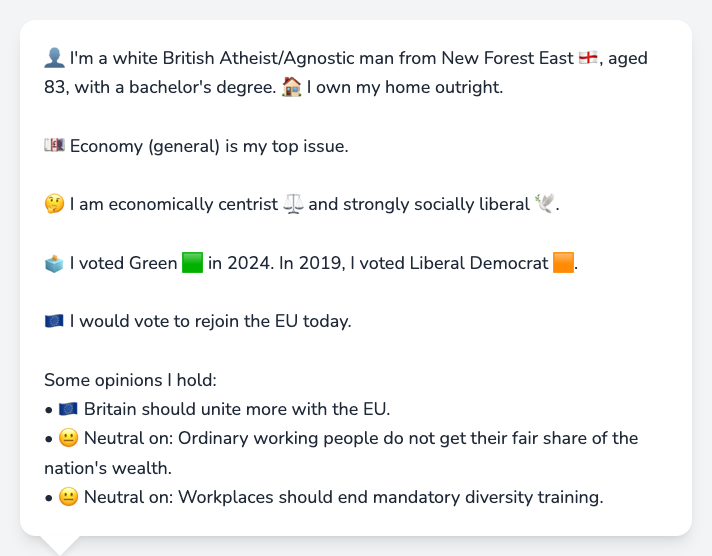 👤 I'm a white British Atheist/Agnostic man from New Forest East 🏴󠁧󠁢󠁥󠁮󠁧󠁿, aged
83, with a bachelor's degree. 🏠 I own my home outright.
💷 Economy (general) is my top issue.
🤔 I am economically centrist ⚖️ and strongly socially liberal 🕊️.
🗳️ I voted Green 🟩 in 2024. In 2019, I voted Liberal Democrat 🟧.
🇪🇺 I would vote to rejoin the EU today.
Some opinions I hold:
• 🇪🇺 Britain should unite more with the EU.
• 😐 Neutral on: Ordinary working people do not get their fair share of the
nation's wealth.
• 😐 Neutral on: Workplaces should end mandatory diversity training.